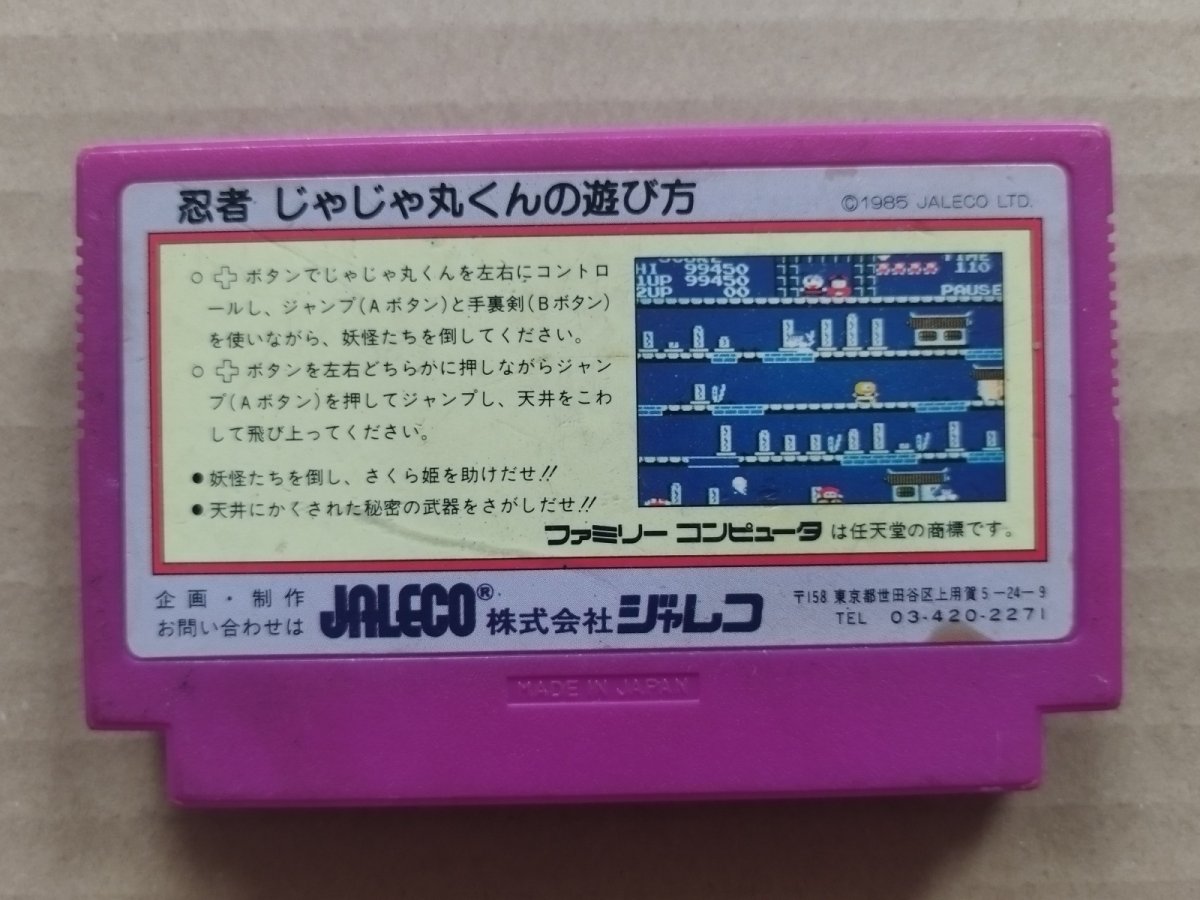 忍者 じゃじゃ丸くんの遊び方
©1985 JALECO LTD.
○ ✚ ボタンでじゃじゃ丸くんを左右にコントロ
ールし、ジャンプ(Aボタン)と手裏剣(Bボタン)
を使いながら、妖怪たちを倒してください。
○ ✚ ボタンを左右どちらかに押しながらジャン
プ(Aボタン)を押してジャンプし、天井をこわ
して飛び上ってください。
● 妖怪たちを倒し、さくら姫を助けだせ!!
● 天井にかくされた秘密の武器をさがしだせ!!
SCORE
HI 99450
1UP 99450
2UP 00
TIME
110
PAUSE
ファミリー コンピュータ は任天堂の商標です。
企画・制作
お問い合わせは
JALECO® 株式会社ジャレコ
〒158 東京都世田谷区上用賀5-24-9
TEL 03-420-2271
MADE IN JAPAN